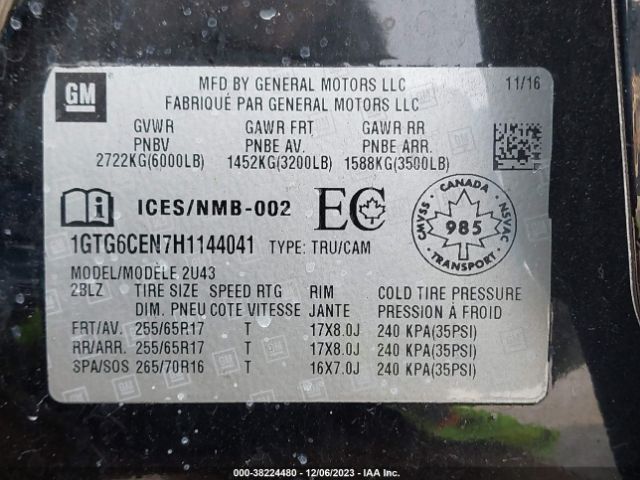 GM
MFD BY GENERAL MOTORS LLC 11/16
FABRIQUÉ PAR GENERAL MOTORS LLC
GVWR GAWR FRT GAWR RR
PNBV PNBE AV. PNBE ARR.
2722KG(6000LB) 1452KG(3200LB) 1588KG(3500LB)
ICES/NMB-002 EC
CANADA
CMVSS 985 NSVAC
TRANSPORT
1GTG6CEN7H1144041 TYPE: TRU/CAM
MODEL/MODÈLE 2U43
2BLZ TIRE SIZE SPEED RTG RIM COLD TIRE PRESSURE
DIM. PNEU COTE VITESSE JANTE PRESSION À FROID
FRT/AV. 255/65R17 T 17X8.0J 240 KPA(35PSI)
RR/ARR. 255/65R17 T 17X8.0J 240 KPA(35PSI)
SPA/SOS 265/70R16 T 16X7.0J 240 KPA(35PSI)
000-38224480 - 12/06/2023 - IAA Inc.